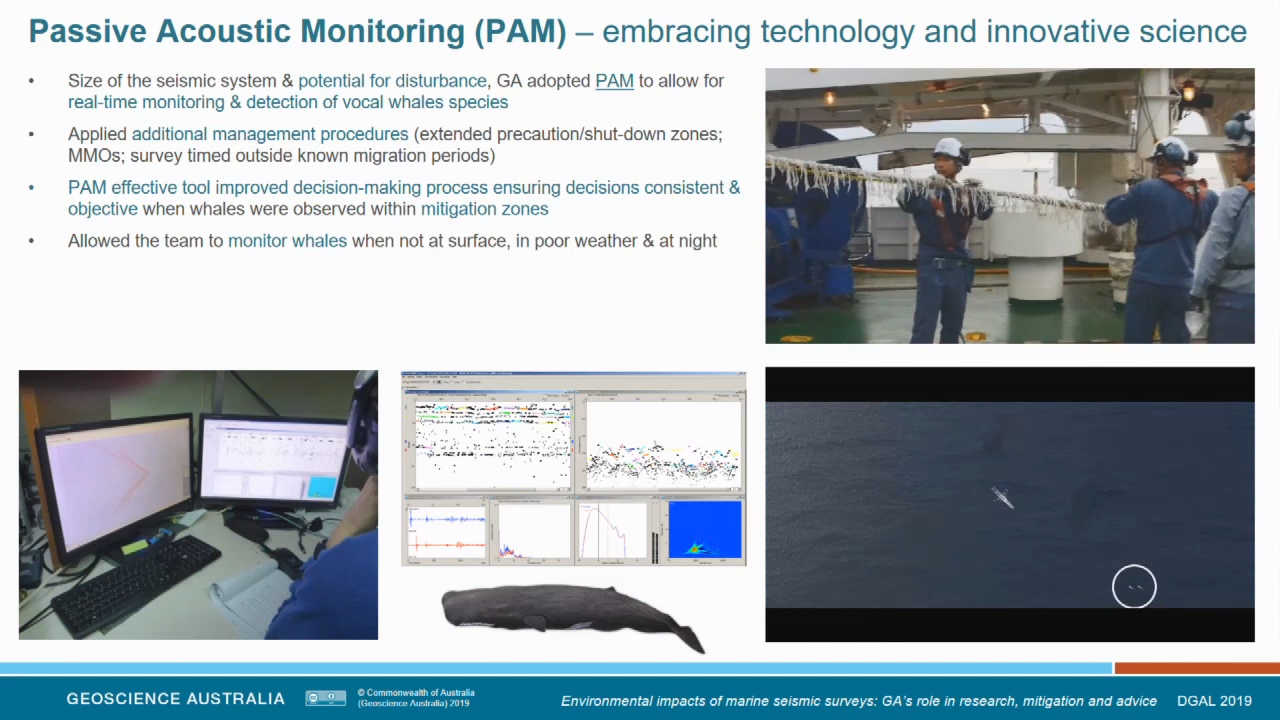 Passive Acoustic Monitoring (PAM) – embracing technology and innovative science
• Size of the seismic system & potential for disturbance, GA adopted PAM to allow for
real-time monitoring & detection of vocal whales species
• Applied additional management procedures (extended precaution/shut-down zones;
MMOs; survey timed outside known migration periods)
• PAM effective tool improved decision-making process ensuring decisions consistent &
objective when whales were observed within mitigation zones
• Allowed the team to monitor whales when not at surface, in poor weather & at night
GEOSCIENCE AUSTRALIA
© Commonwealth of Australia
(Geoscience Australia) 2019
Environmental impacts of marine seismic surveys: GA's role in research, mitigation and advice
DGAL 2019